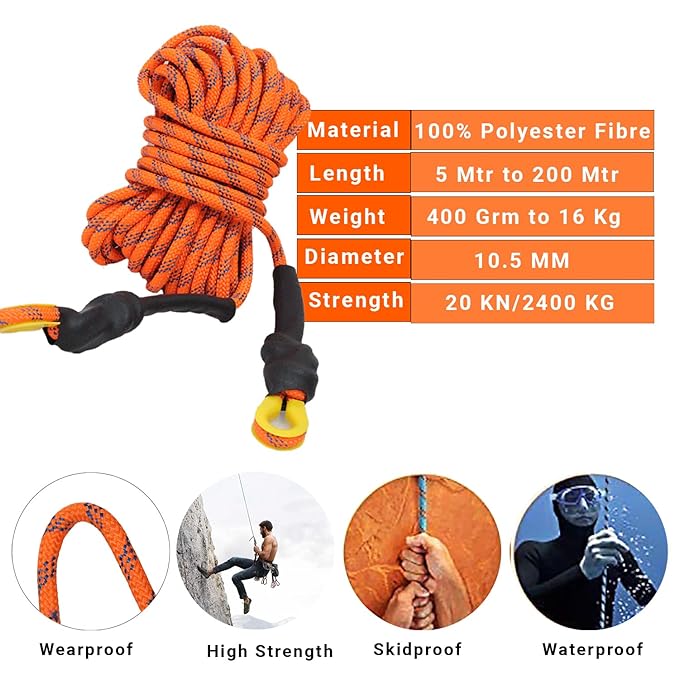 Material 100% Polyester Fibre
Length 5 Mtr to 200 Mtr
Weight 400 Grm to 16 Kg
Diameter 10.5 MM
Strength 20 KN/2400 KG
Wearproof High Strength Skidproof Waterproof